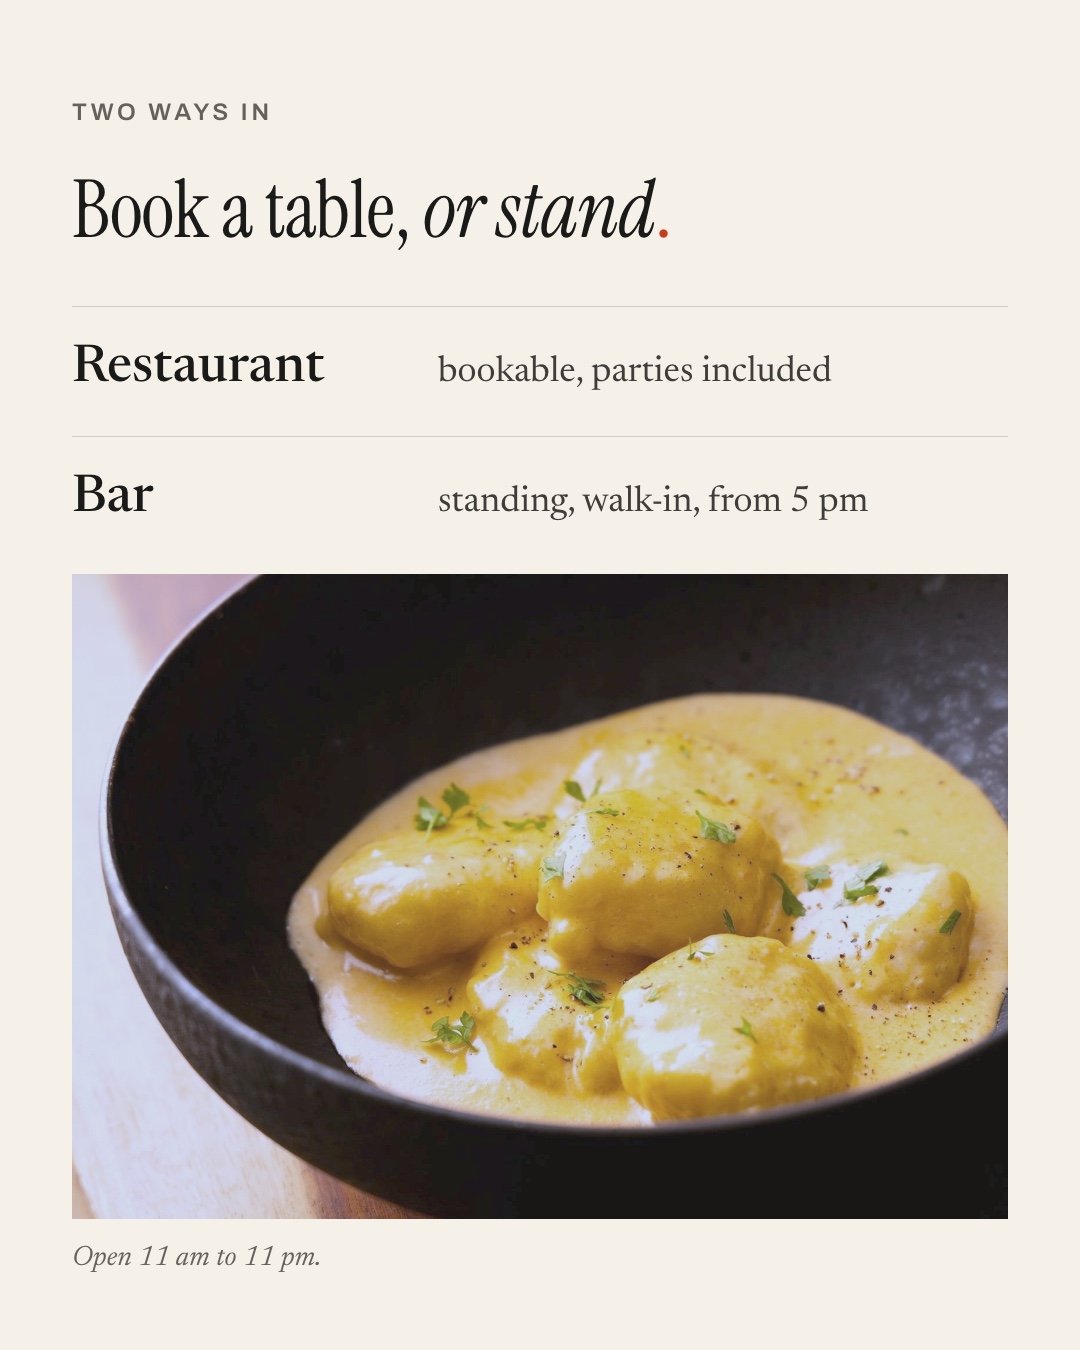 TWO WAYS IN
Book a table, or stand.
Restaurant
bookable, parties included
Bar
standing, walk-in, from 5 pm
Open 11 am to 11 pm.